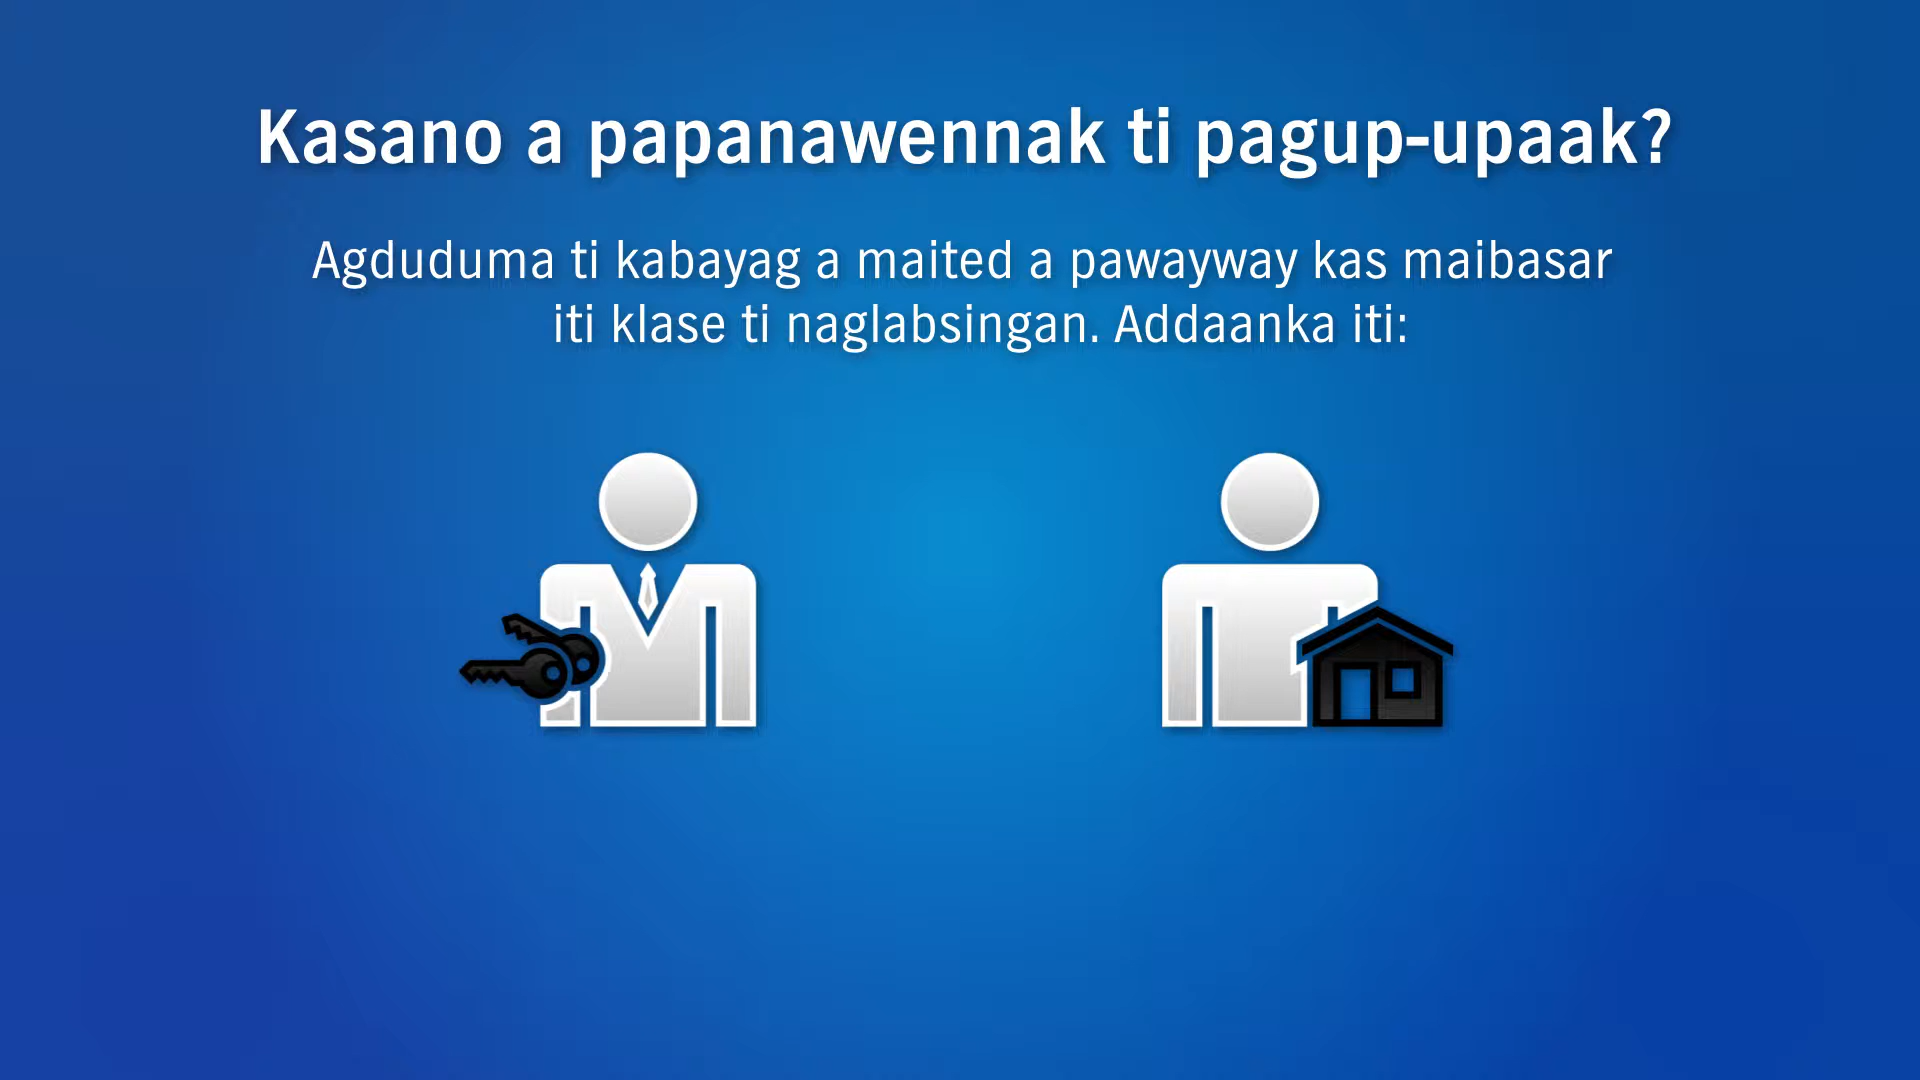 Kasano a papanawennak ti pagup-upaak?
Agduduma ti kabayag a maited a pawayway kas maibasar
iti klase ti naglabsingan. Addaanka iti: